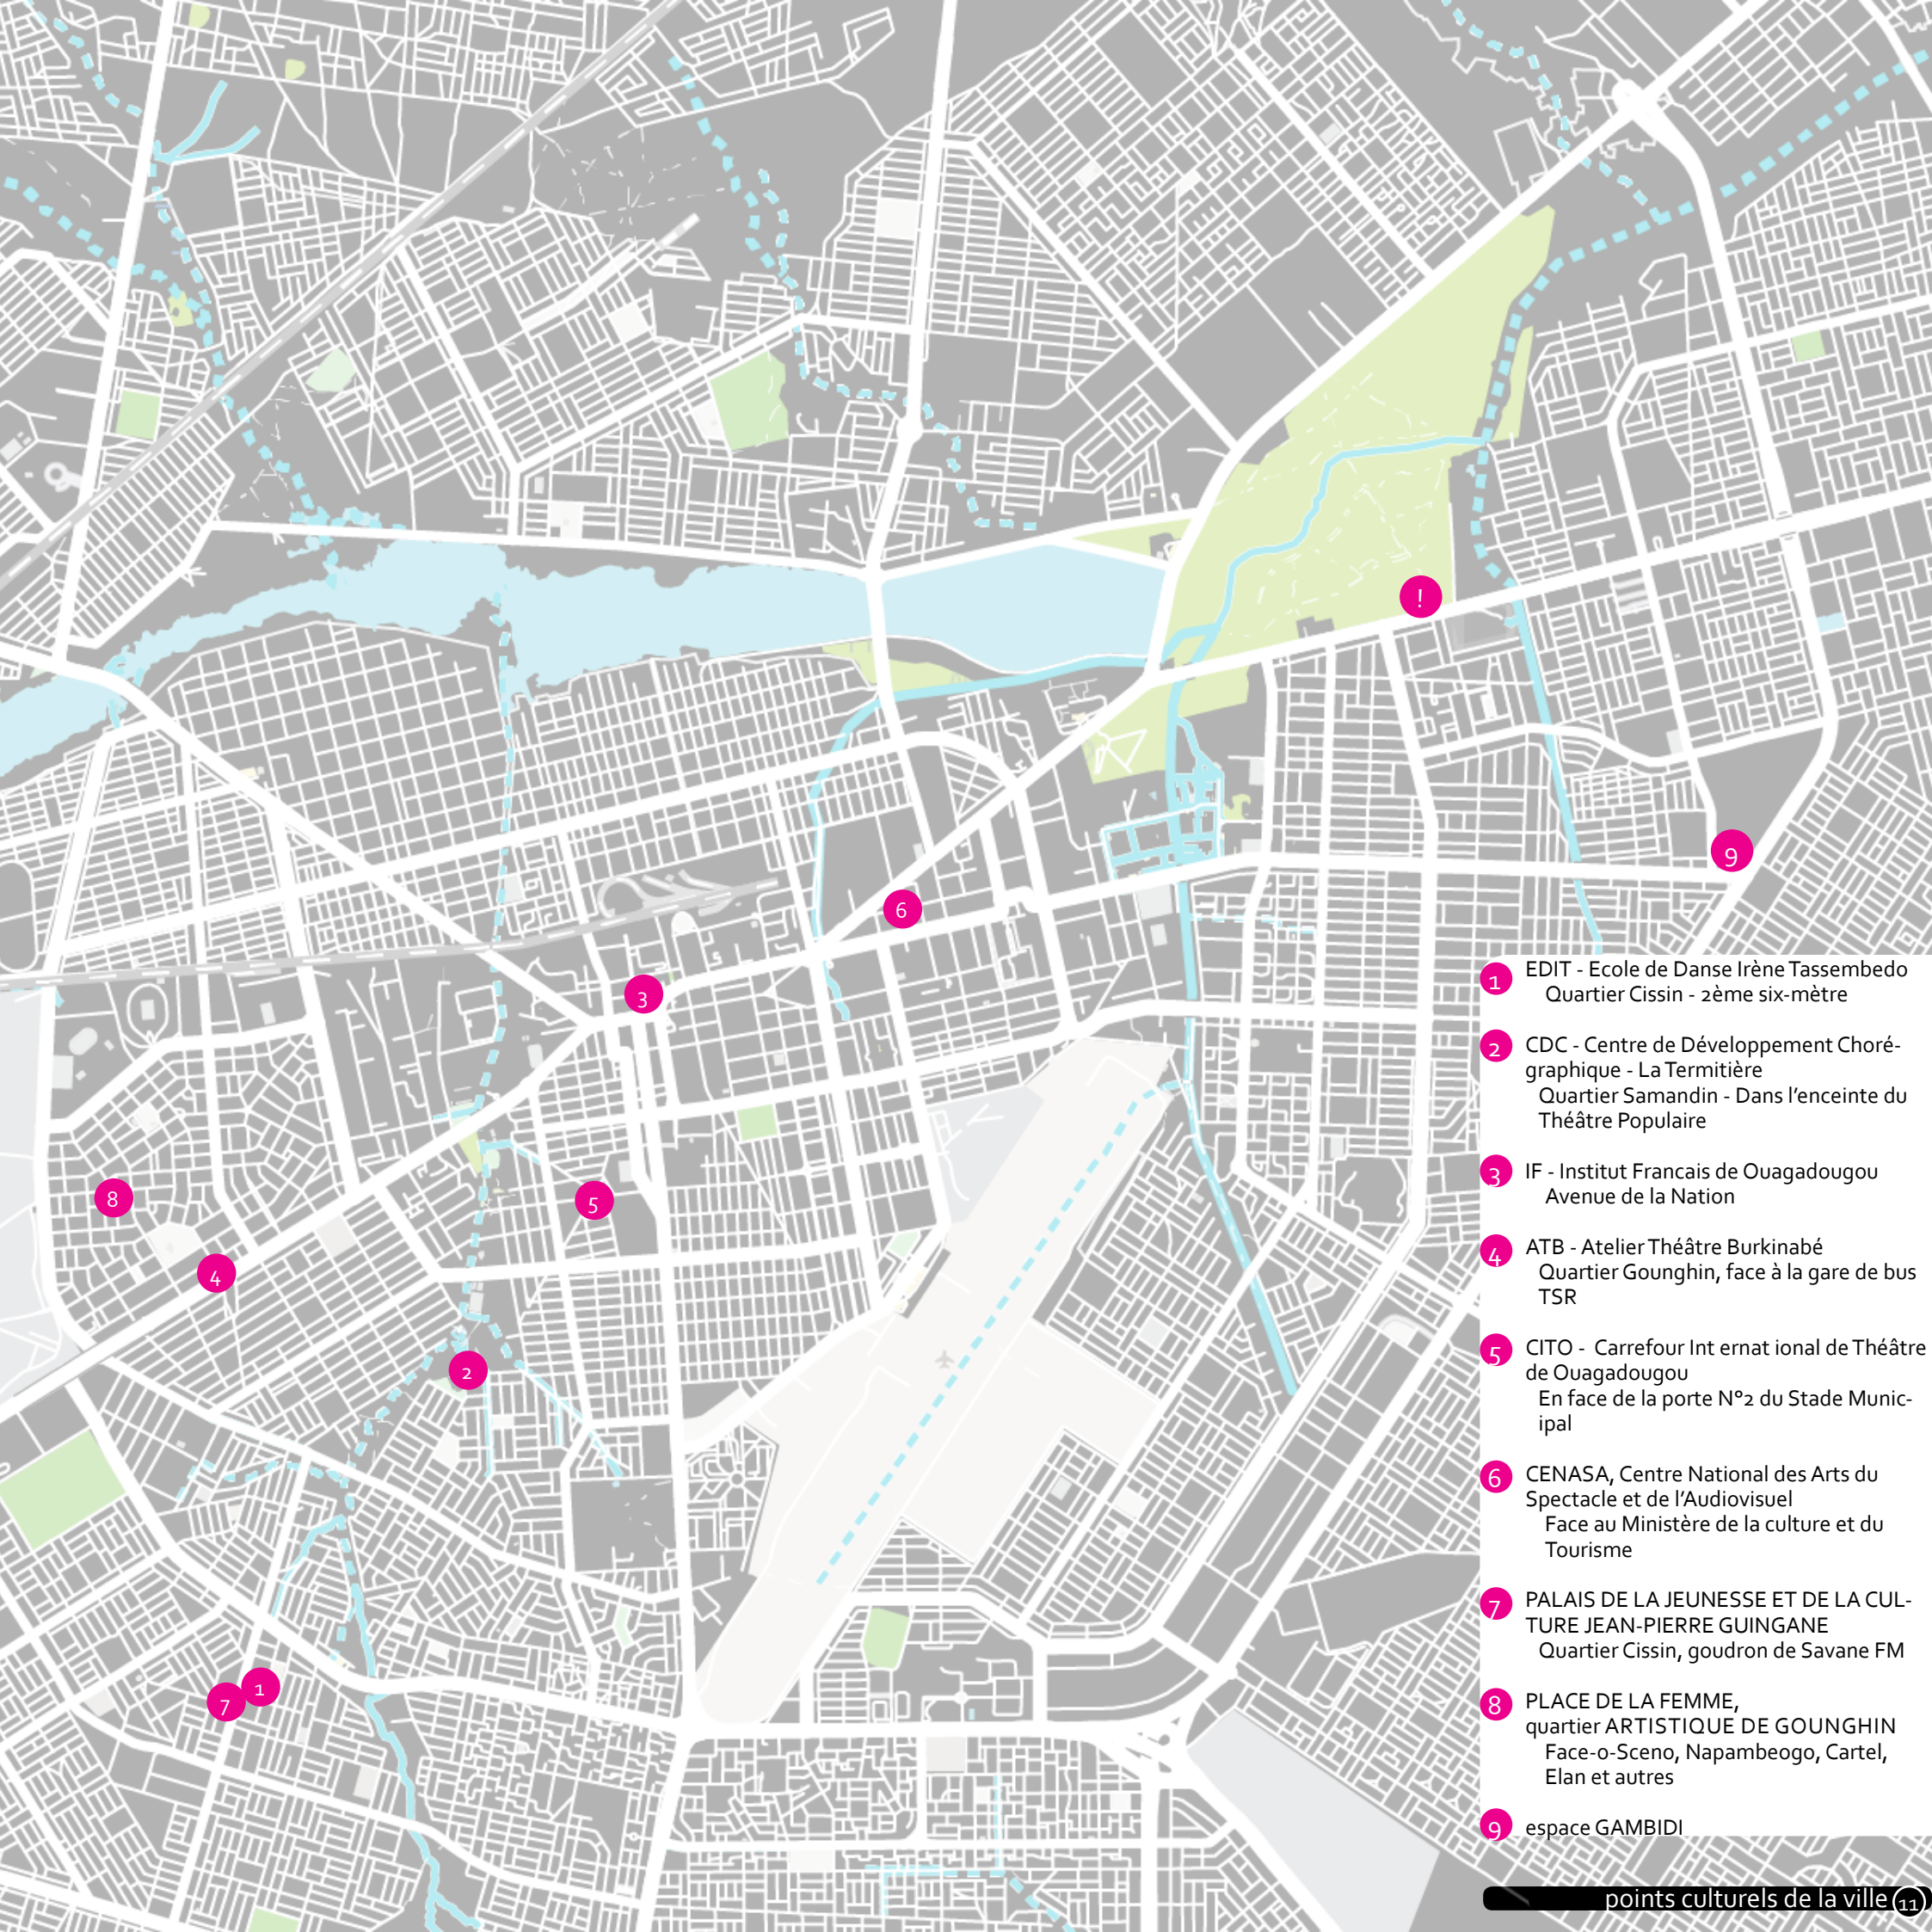 !
9
6
3
8
5
4
2
7
1
1 EDIT - Ecole de Danse Irène Tassembedo
Quartier Cissin - 2ème six-mètre
2 CDC - Centre de Développement Choré-
graphique - La Termitière
Quartier Samandin - Dans l'enceinte du
Théâtre Populaire
3 IF - Institut Francais de Ouagadougou
Avenue de la Nation
4 ATB - Atelier Théâtre Burkinabé
Quartier Gounghin, face à la gare de bus
TSR
5 CITO - Carrefour Int ernat ional de Théâtre
de Ouagadougou
En face de la porte N°2 du Stade Munic-
ipal
6 CENASA, Centre National des Arts du
Spectacle et de l'Audiovisuel
Face au Ministère de la culture et du
Tourisme
7 PALAIS DE LA JEUNESSE ET DE LA CUL-
TURE JEAN-PIERRE GUINGANE
Quartier Cissin, goudron de Savane FM
8 PLACE DE LA FEMME,
quartier ARTISTIQUE DE GOUNGHIN
Face-o-Sceno, Napambeogo, Cartel,
Elan et autres
9 espace GAMBIDI
points culturels de la ville 11